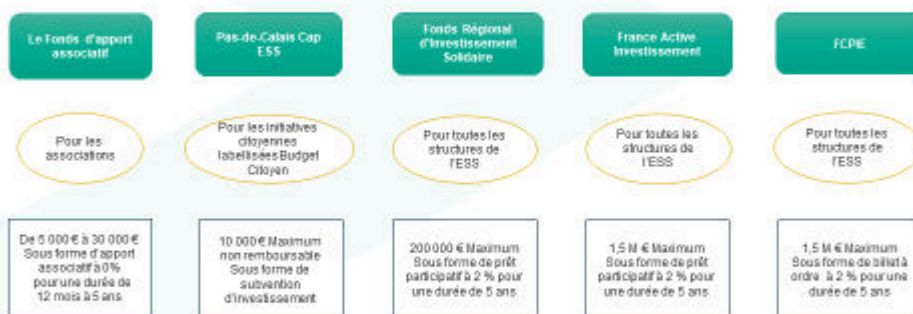 Le Fonds d'apport
associatif
Pas-de-Calais Cap
ESS
Fonds Régional
d'Investissement
Solidaire
France Active
Investissement
FCPIE
Pour les
associations
Pour les initiatives
citoyennes
labellisées Budget
Citoyen
Pour toutes les
structures de
l'ESS
Pour toutes les
structures de
l'ESS
Pour toutes les
structures de
l'ESS
De 5 000 € à 30 000 €
Sous forme d'apport
associatif à 0%
pour une durée de
12 mois à 5 ans
10 000 € Maximum
non remboursable
Sous forme de
subvention
d'investissement
200 000 € Maximum
Sous forme de prêt
participatif à 2 % pour
une durée de 5 ans
1,5 M € Maximum
Sous forme de prêt
participatif à 2 % pour
une durée de 5 ans
1,5 M € Maximum
Sous forme de billet à
ordre à 2 % pour une
durée de 5 ans